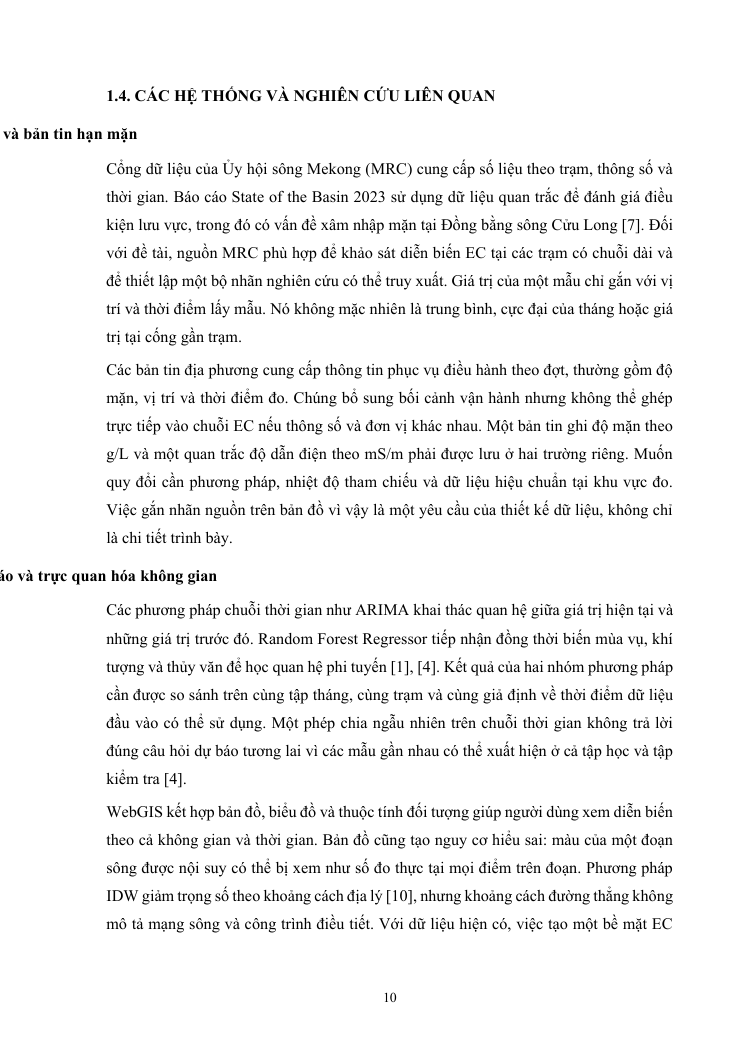 1.4. CÁC HỆ THỐNG VÀ NGHIÊN CỨU LIÊN QUAN
và bản tin hạn mặn
Cổng dữ liệu của Ủy hội sông Mekong (MRC) cung cấp số liệu theo trạm, thông số và
thời gian. Báo cáo State of the Basin 2023 sử dụng dữ liệu quan trắc để đánh giá điều
kiện lưu vực, trong đó có vấn đề xâm nhập mặn tại Đồng bằng sông Cửu Long [7]. Đối
với đề tài, nguồn MRC phù hợp để khảo sát diễn biến EC tại các trạm có chuỗi dài và
để thiết lập một bộ nhãn nghiên cứu có thể truy xuất. Giá trị của một mẫu chỉ gắn với vị
trí và thời điểm lấy mẫu. Nó không mặc nhiên là trung bình, cực đại của tháng hoặc giá
trị tại cống gần trạm.
Các bản tin địa phương cung cấp thông tin phục vụ điều hành theo đợt, thường gồm độ
mặn, vị trí và thời điểm đo. Chúng bổ sung bối cảnh vận hành nhưng không thể ghép
trực tiếp vào chuỗi EC nếu thông số và đơn vị khác nhau. Một bản tin ghi độ mặn theo
g/L và một quan trắc độ dẫn điện theo mS/m phải được lưu ở hai trường riêng. Muốn
quy đổi cần phương pháp, nhiệt độ tham chiếu và dữ liệu hiệu chuẩn tại khu vực đo.
Việc gắn nhãn nguồn trên bản đồ vì vậy là một yêu cầu của thiết kế dữ liệu, không chỉ
là chi tiết trình bày.
áo và trực quan hóa không gian
Các phương pháp chuỗi thời gian như ARIMA khai thác quan hệ giữa giá trị hiện tại và
những giá trị trước đó. Random Forest Regressor tiếp nhận đồng thời biến mùa vụ, khí
tượng và thủy văn để học quan hệ phi tuyến [1], [4]. Kết quả của hai nhóm phương pháp
cần được so sánh trên cùng tập tháng, cùng trạm và cùng giả định về thời điểm dữ liệu
đầu vào có thể sử dụng. Một phép chia ngẫu nhiên trên chuỗi thời gian không trả lời
đúng câu hỏi dự báo tương lai vì các mẫu gần nhau có thể xuất hiện ở cả tập học và tập
kiểm tra [4].
WebGIS kết hợp bản đồ, biểu đồ và thuộc tính đối tượng giúp người dùng xem diễn biến
theo cả không gian và thời gian. Bản đồ cũng tạo nguy cơ hiểu sai: màu của một đoạn
sông được nội suy có thể bị xem như số đo thực tại mọi điểm trên đoạn. Phương pháp
IDW giảm trọng số theo khoảng cách địa lý [10], nhưng khoảng cách đường thẳng không
mô tả mạng sông và công trình điều tiết. Với dữ liệu hiện có, việc tạo một bề mặt EC
10